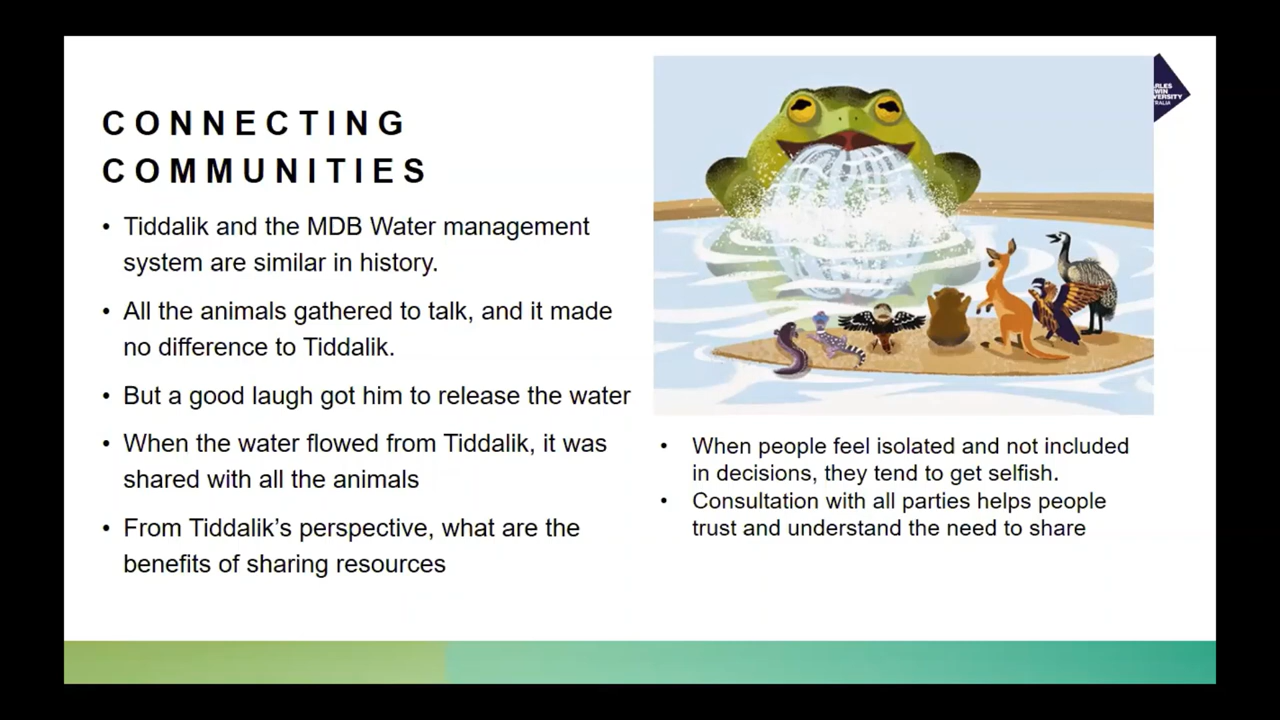 CONNECTING
COMMUNITIES
• Tiddalik and the MDB Water management
system are similar in history.
• All the animals gathered to talk, and it made
no difference to Tiddalik.
• But a good laugh got him to release the water
• When the water flowed from Tiddalik, it was
shared with all the animals
• From Tiddalik’s perspective, what are the
benefits of sharing resources
• When people feel isolated and not included
in decisions, they tend to get selfish.
• Consultation with all parties helps people
trust and understand the need to share